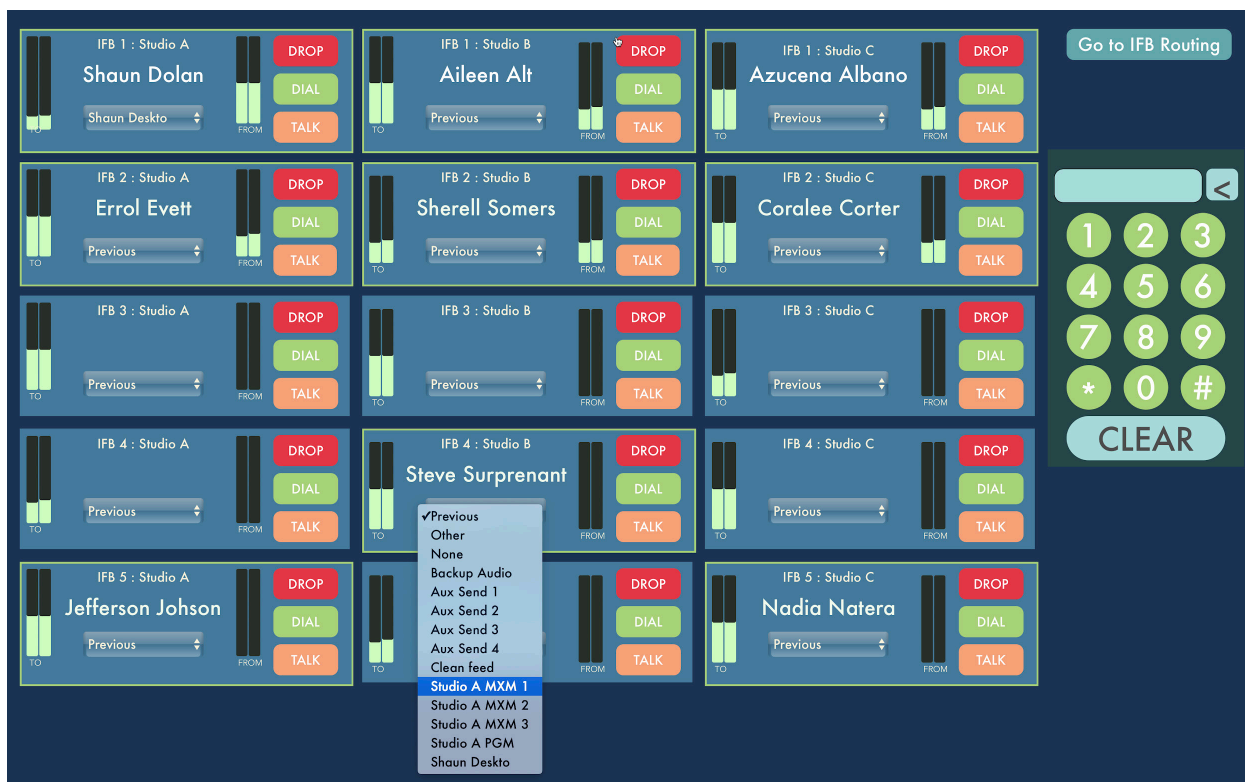 IFB 1 : Studio A
Shaun Dolan
Shaun Deskto
TO
FROM
DROP
DIAL
TALK
IFB 1 : Studio B
Aileen Alt
Previous
TO
FROM
DROP
DIAL
TALK
IFB 1 : Studio C
Azucena Albano
Previous
TO
FROM
DROP
DIAL
TALK
Go to IFB Routing
IFB 2 : Studio A
Errol Evett
Previous
TO
FROM
DROP
DIAL
TALK
IFB 2 : Studio B
Sherell Somers
Previous
TO
FROM
DROP
DIAL
TALK
IFB 2 : Studio C
Coralee Corter
Previous
TO
FROM
DROP
DIAL
TALK
<
1 2 3
4 5 6
7 8 9
* 0 #
CLEAR
IFB 3 : Studio A
Previous
TO
FROM
DROP
DIAL
TALK
IFB 3 : Studio B
Previous
TO
FROM
DROP
DIAL
TALK
IFB 3 : Studio C
Previous
TO
FROM
DROP
DIAL
TALK
IFB 4 : Studio A
Previous
TO
FROM
DROP
DIAL
TALK
IFB 4 : Studio B
Steve Surprenant
TO
FROM
DROP
DIAL
TALK
✓Previous
Other
None
Backup Audio
Aux Send 1
Aux Send 2
Aux Send 3
Aux Send 4
Clean feed
Studio A MXM 1
Studio A MXM 2
Studio A MXM 3
Studio A PGM
Shaun Deskto
IFB 4 : Studio C
Previous
TO
FROM
DROP
DIAL
TALK
IFB 5 : Studio A
Jefferson Johson
Previous
TO
FROM
DROP
DIAL
TALK
TO
FROM
DROP
DIAL
TALK
IFB 5 : Studio C
Nadia Natera
Previous
TO
FROM
DROP
DIAL
TALK